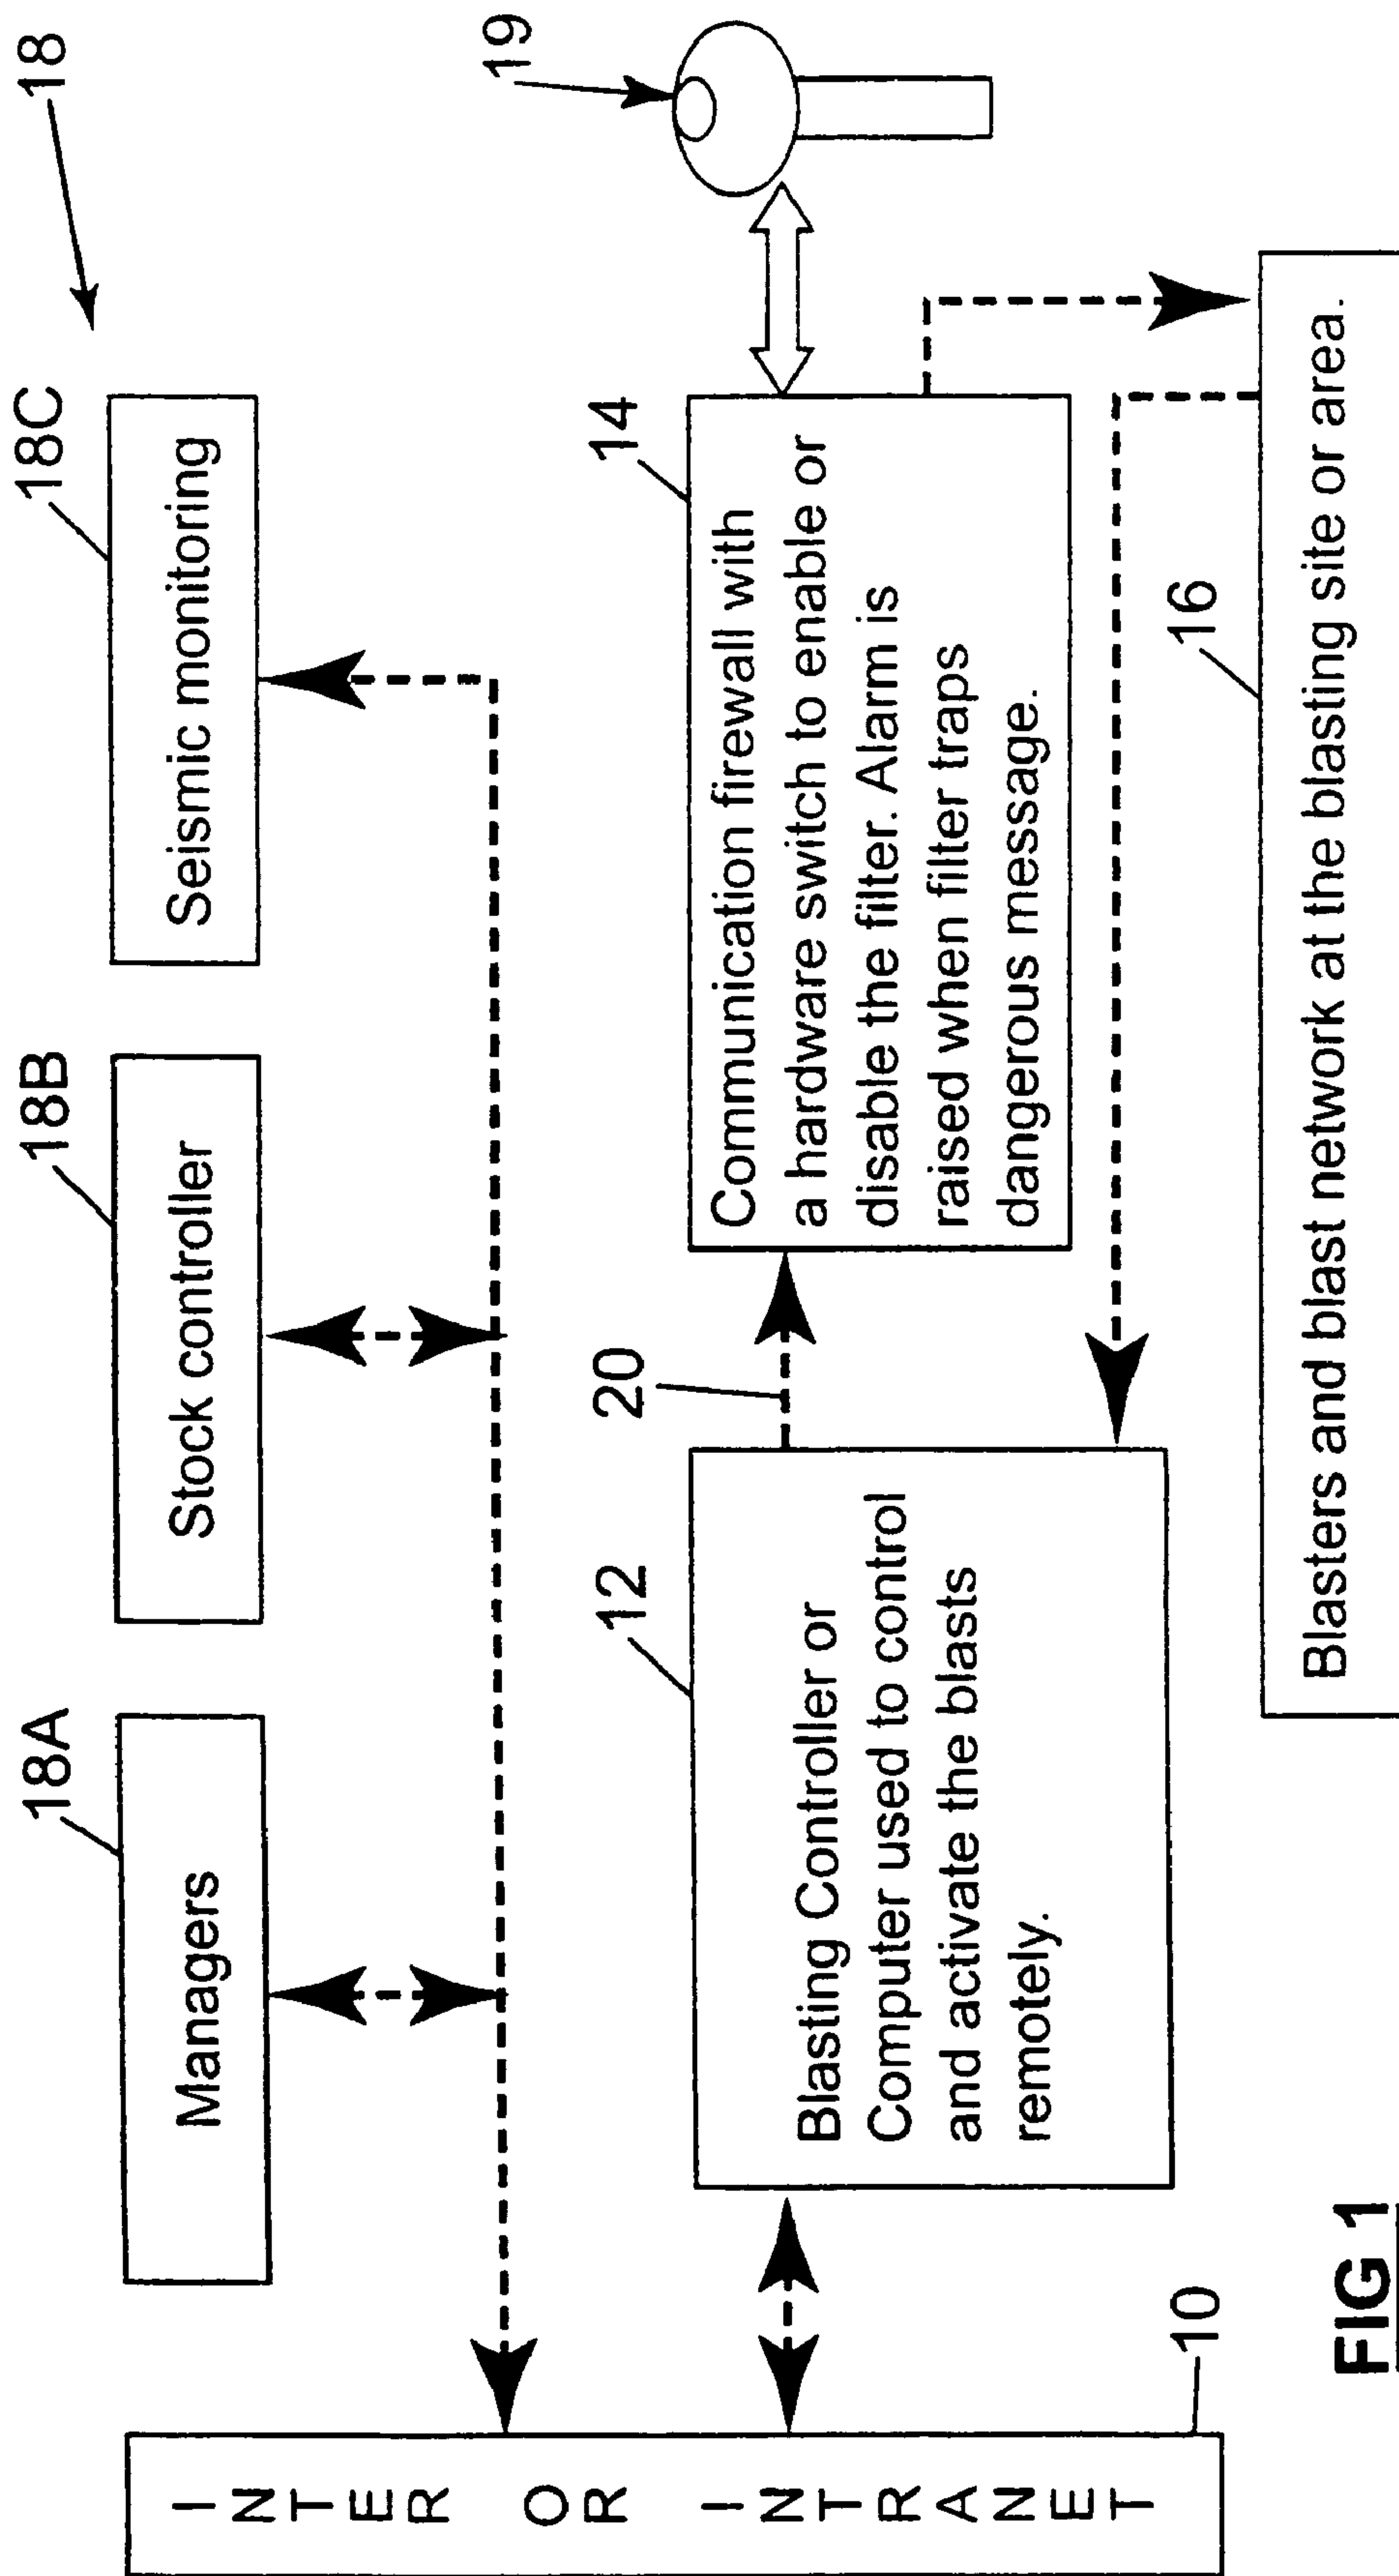 18
18A
18B
18C
Managers
Stock controller
Seismic monitoring
INTER OR INTRANET
10
12
Blasting Controller or
Computer used to control
and activate the blasts
remotely.
20
14
Communication firewall with
a hardware switch to enable or
disable the filter. Alarm is
raised when filter traps
dangerous message.
19
16
Blasters and blast network at the blasting site or area.
FIG 1